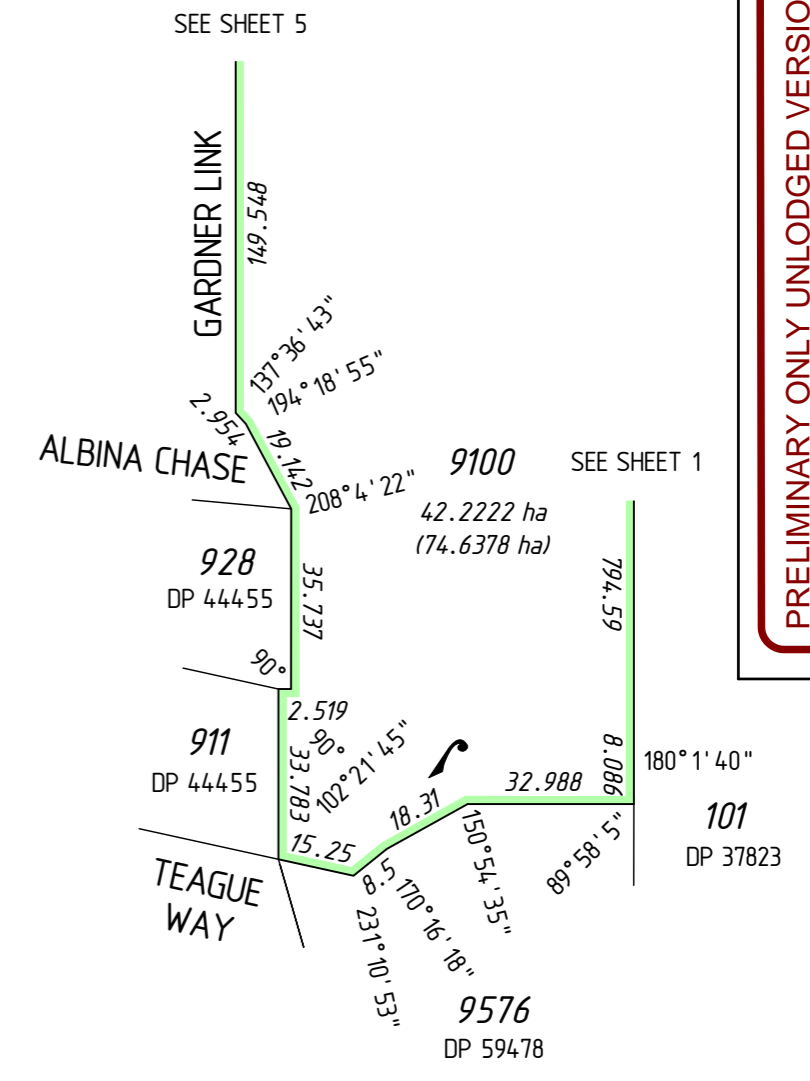 SEE SHEET 5
PRELIMINARY ONLY UNLODGED VERSIO
GARDNER LINK
149.548
137°36'43"
194°18'55"
2.954
19.142
ALBINA CHASE
208°4'22"
9100
42.2222 ha
(74.6378 ha)
SEE SHEET 1
928
DP 44455
35.737
794.59
90°
2.519
90°
911
DP 44455
33.783
102°21'45"
8.086
180°1'40"
32.988
18.31
101
DP 37823
15.25
150°54'35"
89°58'5"
TEAGUE
WAY
8.5
170°16'18"
231°10'53"
9576
DP 59478